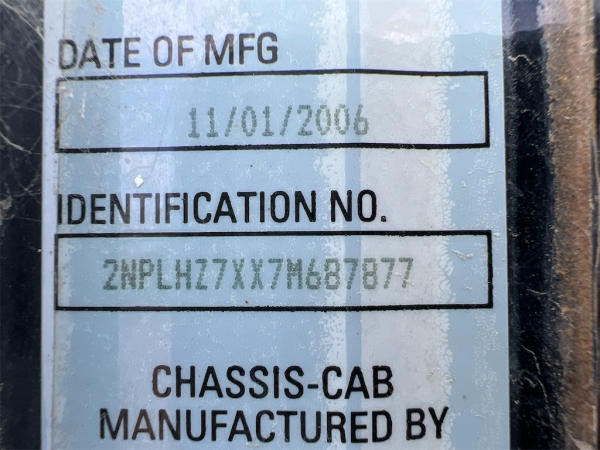 DATE OF MFG
11/01/2006
IDENTIFICATION NO.
2NPLHZ7XX7M687877
CHASSIS-CAB
MANUFACTURED BY